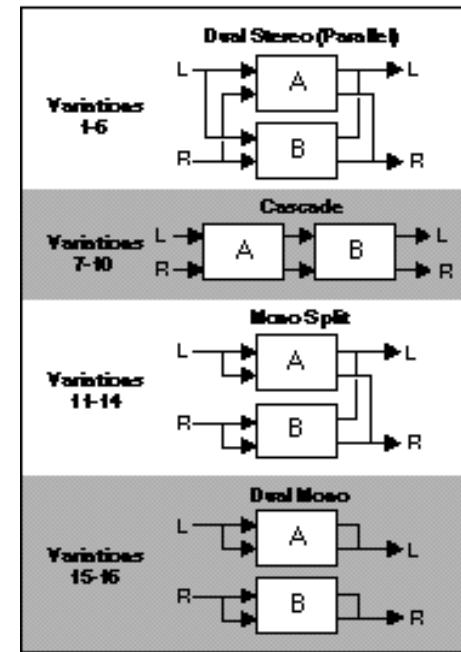 Dual Stereo (Parallel)
L
A
L
Variations
1-6
B
R
R
Cascade
Variations
7-10
L
R
A
B
L
R
Mono Split
L
A
L
Variations
11-14
R
B
R
Dual Mono
L
A
L
Variations
15-16
R
B
R